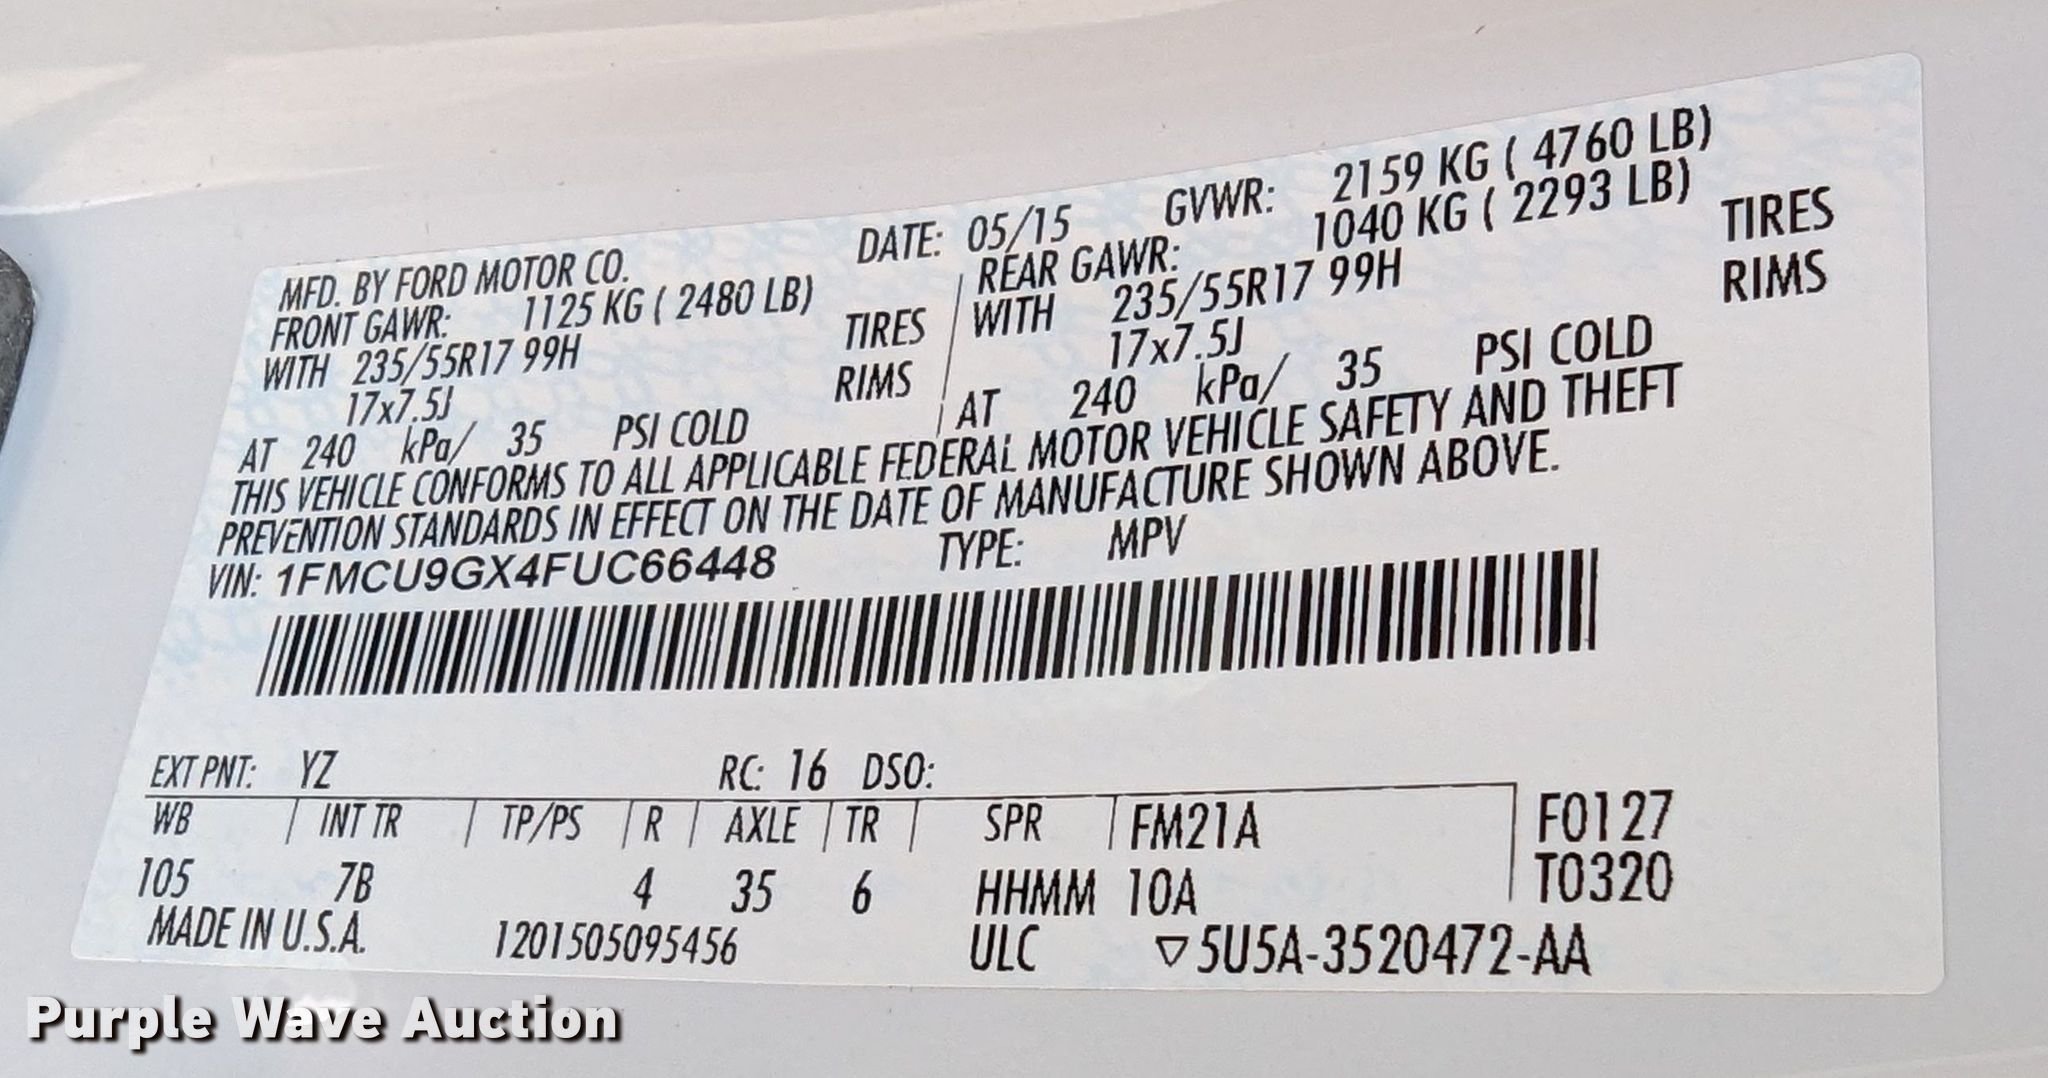 MFD. BY FORD MOTOR CO.
DATE: 05/15
GVWR: 2159 KG ( 4760 LB)
FRONT GAWR: 1125 KG ( 2480 LB)
WITH 235/55R17 99H TIRES
17x7.5J RIMS
AT 240 kPa/ 35 PSI COLD
REAR GAWR: 1040 KG ( 2293 LB)
WITH 235/55R17 99H TIRES
17x7.5J RIMS
AT 240 kPa/ 35 PSI COLD
THIS VEHICLE CONFORMS TO ALL APPLICABLE FEDERAL MOTOR VEHICLE SAFETY AND THEFT
PREVENTION STANDARDS IN EFFECT ON THE DATE OF MANUFACTURE SHOWN ABOVE.
VIN: 1FMCU9GX4FUC66448 TYPE: MPV
EXT PNT: YZ RC: 16 DSO:
WB | INT TR | TP/PS | R | AXLE | TR | SPR | FM21A F0127
105 7B 4 35 6 HHMM 10A T0320
MADE IN U.S.A. 1201505095456 ULC ▽5U5A-3520472-AA
Purple Wave Auction